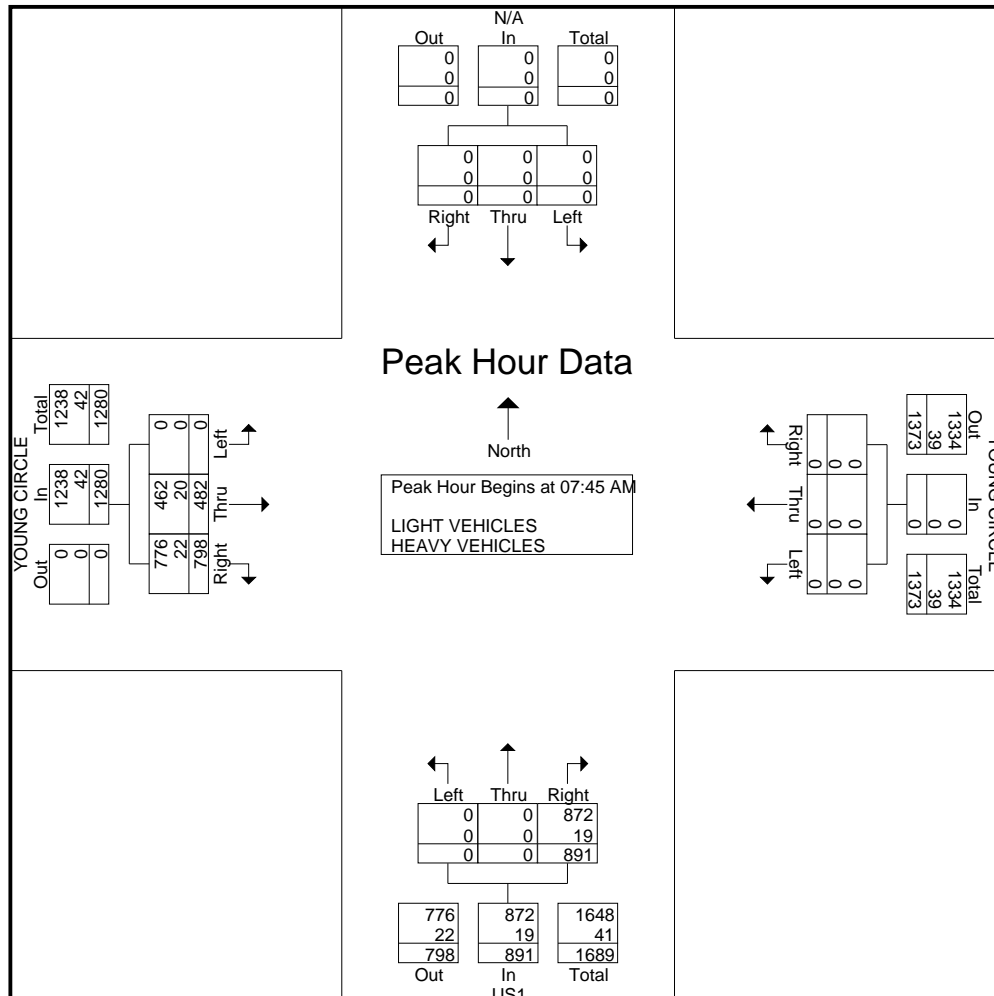 N/A
Out In Total
0 0 0
0 0 0
0 0 0
0 0 0
0 0 0
0 0 0
Right Thru Left
Peak Hour Data
North
Peak Hour Begins at 07:45 AM
LIGHT VEHICLES
HEAVY VEHICLES
YOUNG CIRCLE
Out In Total
0 1238 1238
0 42 42
0 1280 1280
Left Thru Right
0 462 776
0 20 22
0 482 798
YOUNG CIRCLE
Out In Total
1334 0 1334
39 0 39
1373 0 1373
Right Thru Left
0 0 0
0 0 0
0 0 0
Left Thru Right
0 0 872
0 0 19
0 0 891
776 872 1648
22 19 41
798 891 1689
Out In Total
US1